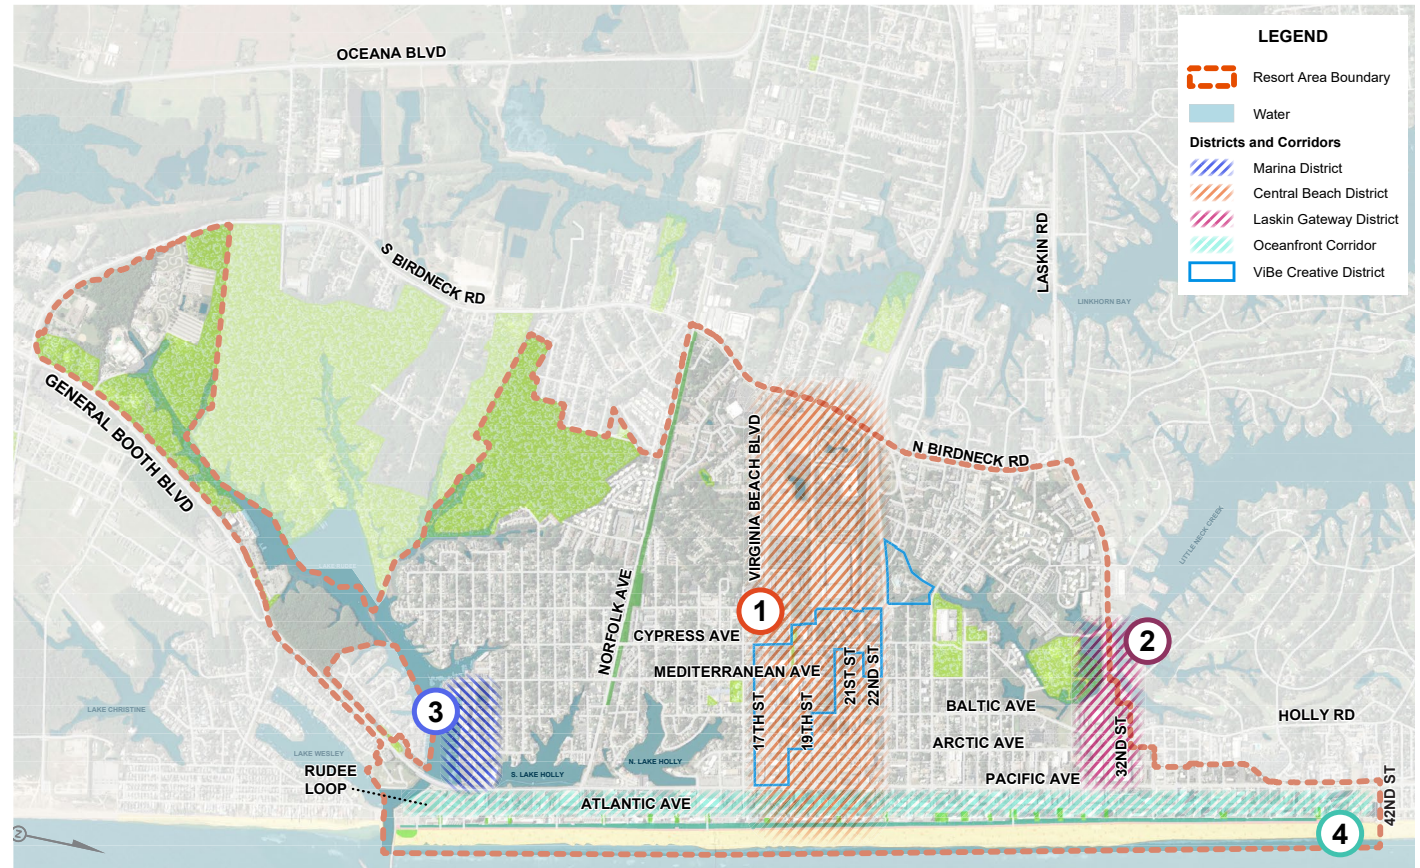 OCEANA BLVD
LEGEND
Resort Area Boundary
Water
Districts and Corridors
Marina District
Central Beach District
Laskin Gateway District
Oceanfront Corridor
ViBe Creative District
S BIRDNECK RD
LASKIN RD
LINKHORN BAY
GENERAL BOOTH BLVD
VIRGINIA BEACH BLVD
N BIRDNECK RD
LITTLE NECK CREEK
NORFOLK AVE
1
CYPRESS AVE
2
MEDITERRANEAN AVE
21ST ST
22ND ST
3
LAKE CHRISTINE
17TH ST
19TH ST
BALTIC AVE
HOLLY RD
ARCTIC AVE
32ND ST
LAKE WESLEY
N. LAKE HOLLY
S. LAKE HOLLY
RUDEE
LOOP
PACIFIC AVE
42ND ST
ATLANTIC AVE
4
N